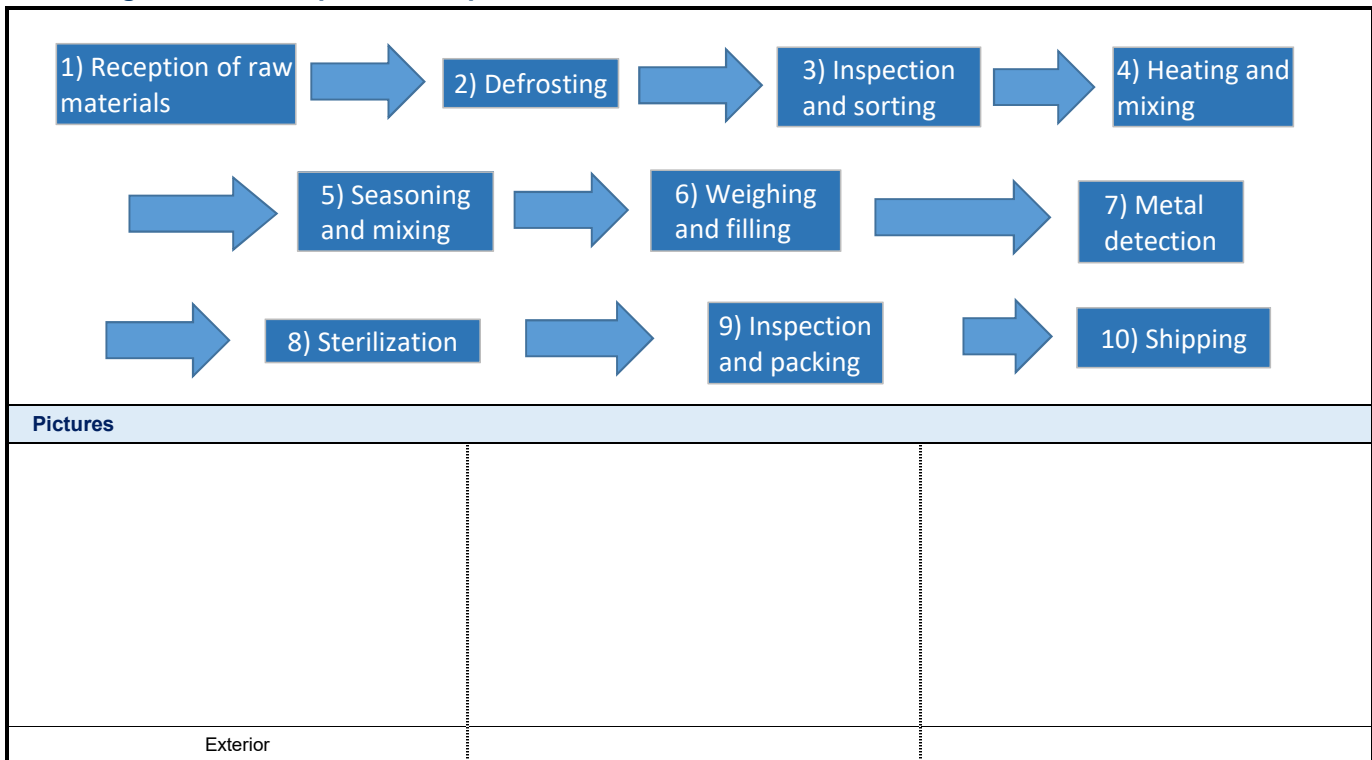 1) Reception of raw
materials
2) Defrosting
3) Inspection
and sorting
4) Heating and
mixing
5) Seasoning
and mixing
6) Weighing
and filling
7) Metal
detection
8) Sterilization
9) Inspection
and packing
10) Shipping
Pictures
Exterior